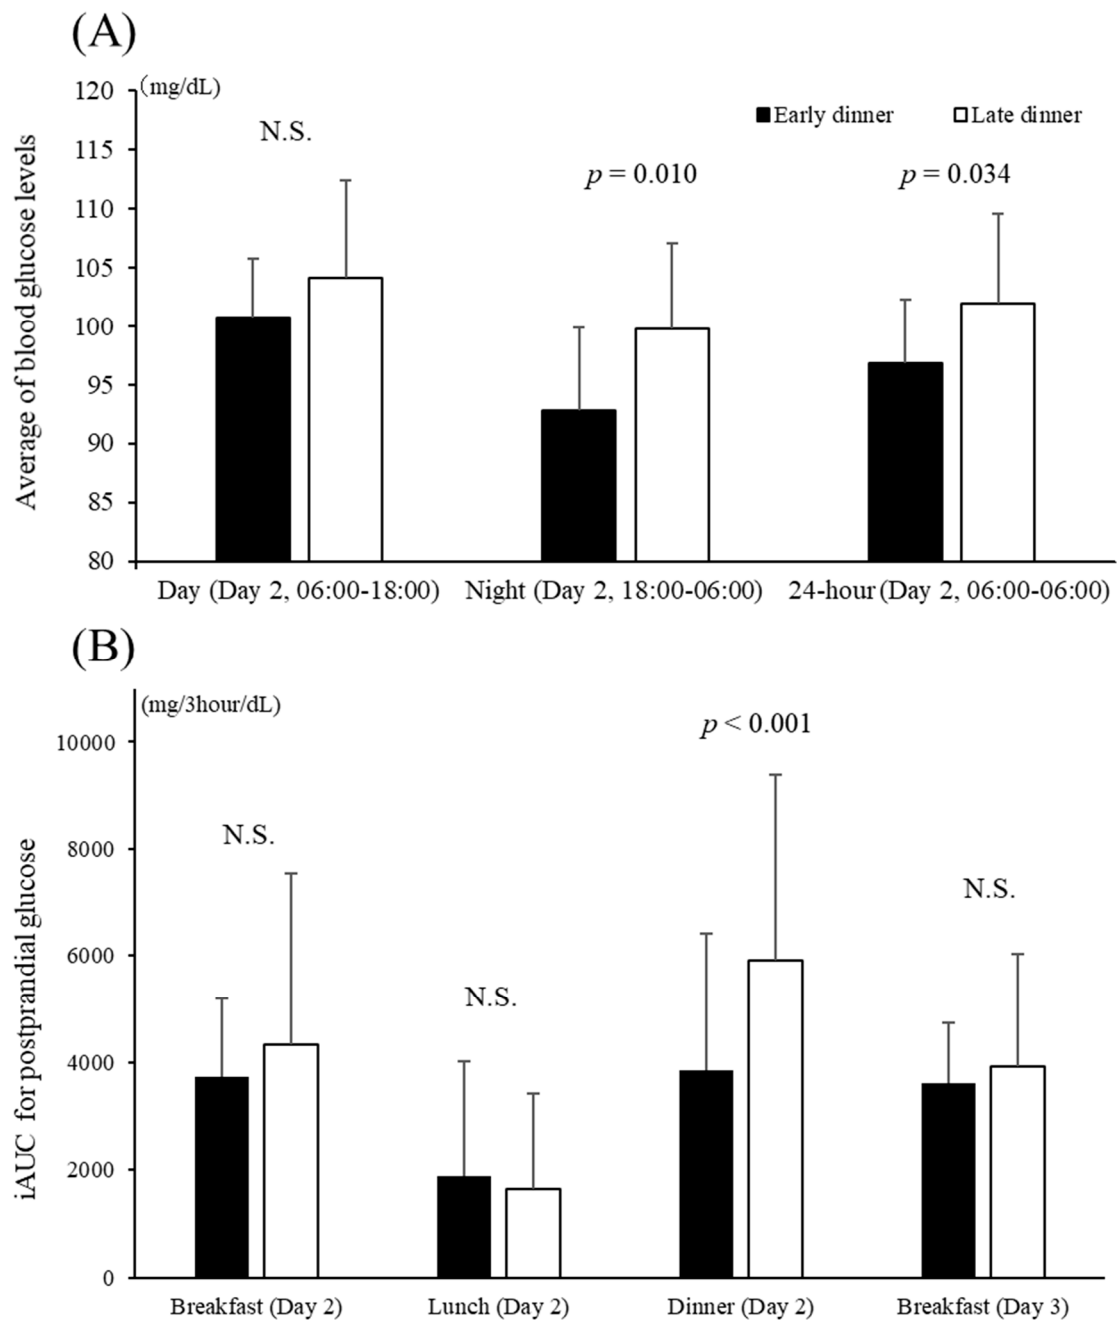 (A)
(mg/dL)
Average of blood glucose levels
120
115
110
105
100
95
90
85
80
Early dinner Late dinner
N.S.
p = 0.010
p = 0.034
Day (Day 2, 06:00-18:00) Night (Day 2, 18:00-06:00) 24-hour (Day 2, 06:00-06:00)
(B)
(mg/3hour/dL)
iAUC for postprandial glucose
10000
8000
6000
4000
2000
0
N.S.
N.S.
p < 0.001
N.S.
Breakfast (Day 2) Lunch (Day 2) Dinner (Day 2) Breakfast (Day 3)